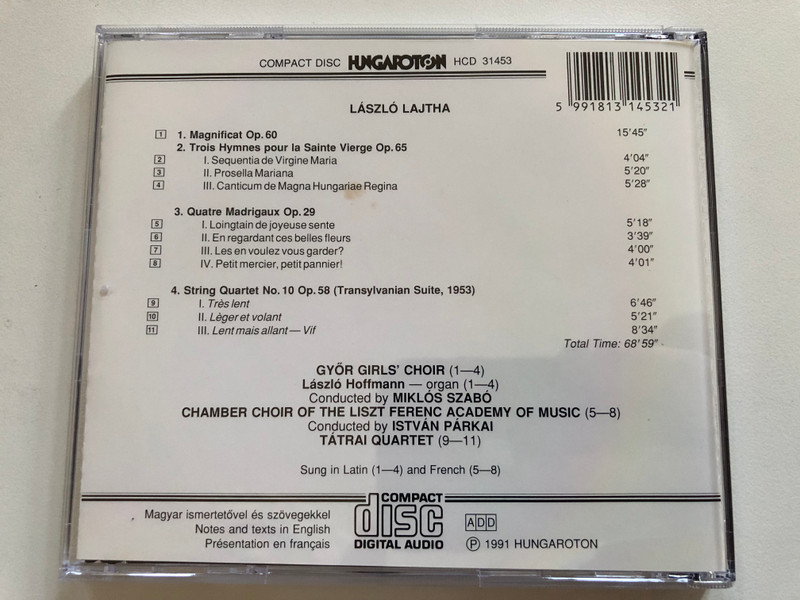 COMPACT DISC HUNGAROTON HCD 31453
5 991813 145321
LÁSZLÓ LAJTHA
1 1. Magnificat Op. 60 15'45"
2. Trois Hymnes pour la Sainte Vierge Op. 65
2 I. Sequentia de Virgine Maria 4'04"
3 II. Prosella Mariana 5'20"
4 III. Canticum de Magna Hungariae Regina 5'28"
3. Quatre Madrigaux Op. 29
5 I. Loingtain de joyeuse sente 5'18"
6 II. En regardant ces belles fleurs 3'39"
7 III. Les en voulez vous garder? 4'00"
8 IV. Petit mercier, petit pannier! 4'01"
4. String Quartet No. 10 Op. 58 (Transylvanian Suite, 1953)
9 I. Très lent 6'46"
10 II. Lèger et volant 5'21"
11 III. Lent mais allant — Vif 8'34"
Total Time: 68'59"
GYŐR GIRLS' CHOIR (1—4)
László Hoffmann — organ (1—4)
Conducted by MIKLÓS SZABÓ
CHAMBER CHOIR OF THE LISZT FERENC ACADEMY OF MUSIC (5—8)
Conducted by ISTVÁN PÁRKAI
TÁTRAI QUARTET (9—11)
Sung in Latin (1—4) and French (5—8)
Magyar ismertetővel és szövegekkel
Notes and texts in English
Présentation en français
COMPACT
disc
DIGITAL AUDIO
ADD
Ⓟ 1991 HUNGAROTON